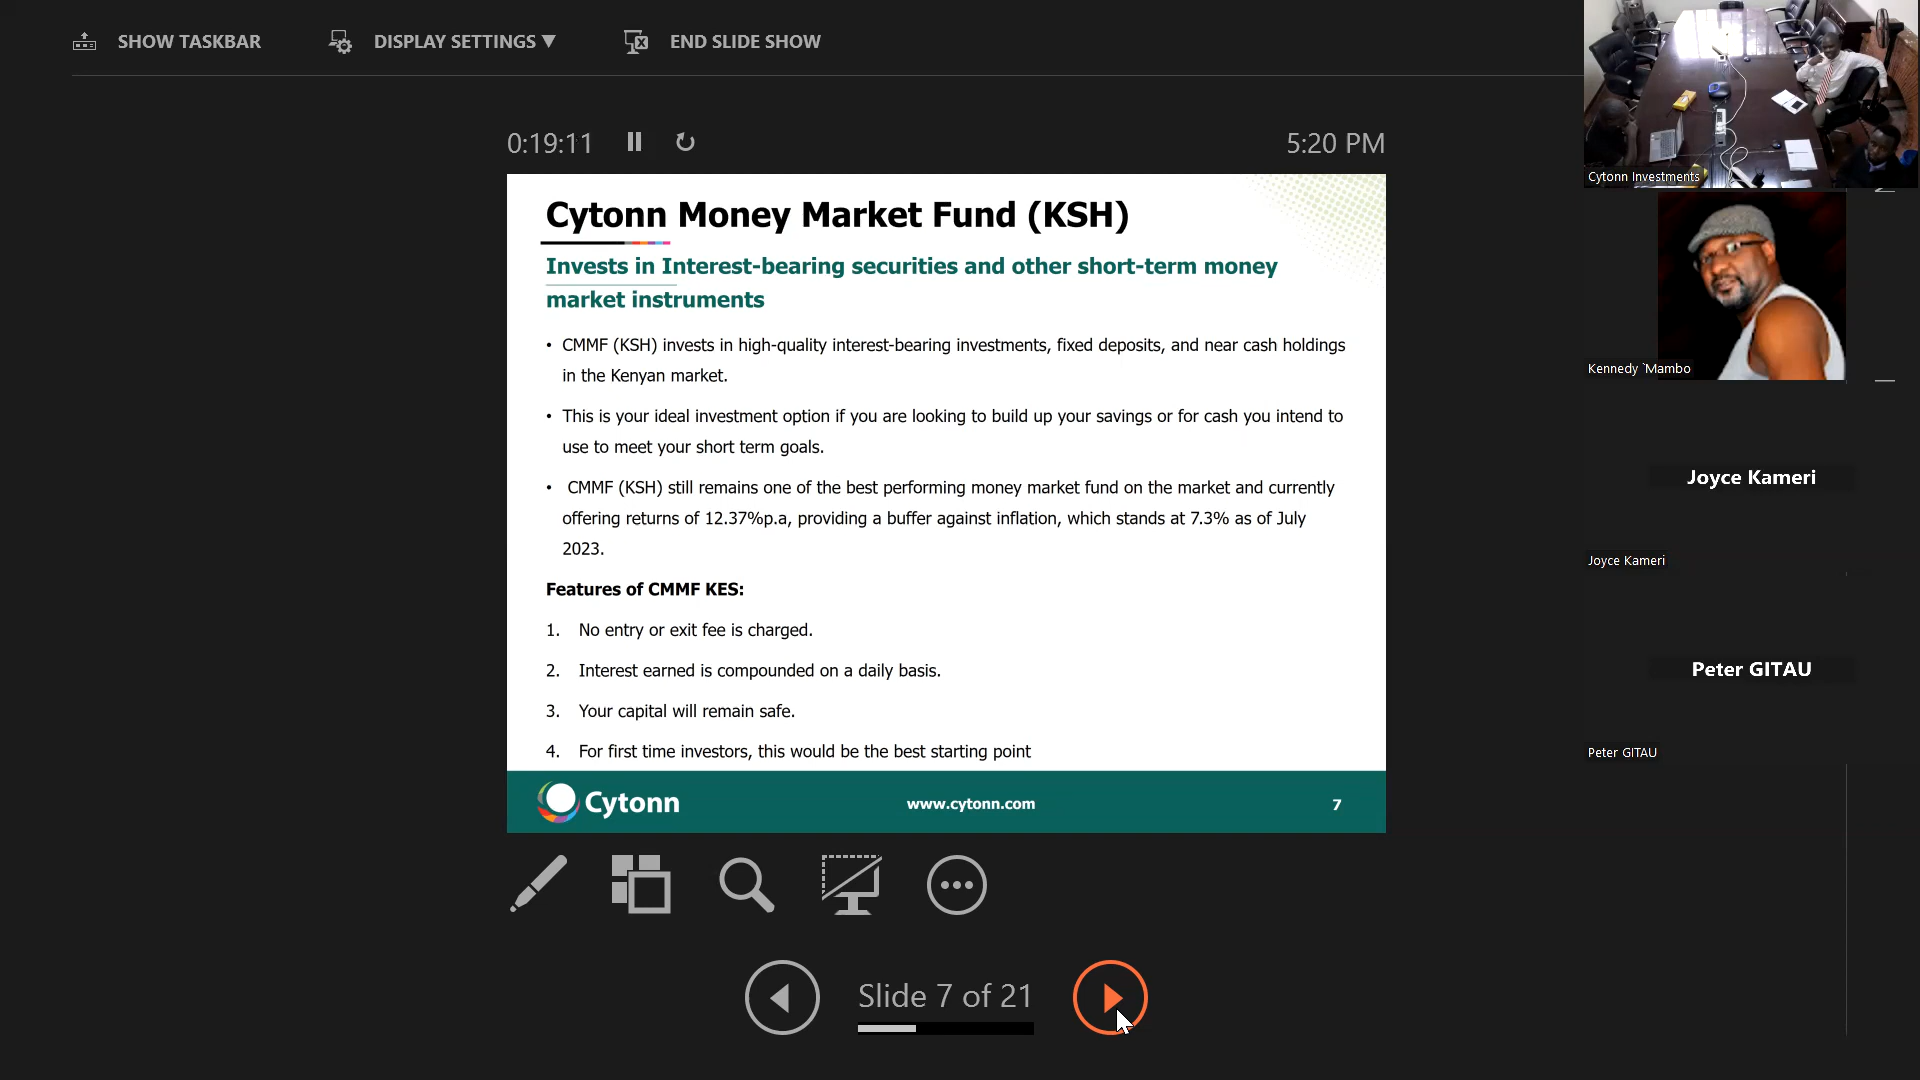 SHOW TASKBAR
DISPLAY SETTINGS ▼
END SLIDE SHOW
0:19:11
5:20 PM
Cytonn Money Market Fund (KSH)
Invests in Interest-bearing securities and other short-term money
market instruments
• CMMF (KSH) invests in high-quality interest-bearing investments, fixed deposits, and near cash holdings
in the Kenyan market.
• This is your ideal investment option if you are looking to build up your savings or for cash you intend to
use to meet your short term goals.
• CMMF (KSH) still remains one of the best performing money market fund on the market and currently
offering returns of 12.37%p.a, providing a buffer against inflation, which stands at 7.3% as of July
2023.
Features of CMMF KES:
1. No entry or exit fee is charged.
2. Interest earned is compounded on a daily basis.
3. Your capital will remain safe.
4. For first time investors, this would be the best starting point
Cytonn
www.cytonn.com
7
Slide 7 of 21
Cytonn Investments
Kennedy `Mambo
Joyce Kameri
Joyce Kameri
Peter GITAU
Peter GITAU